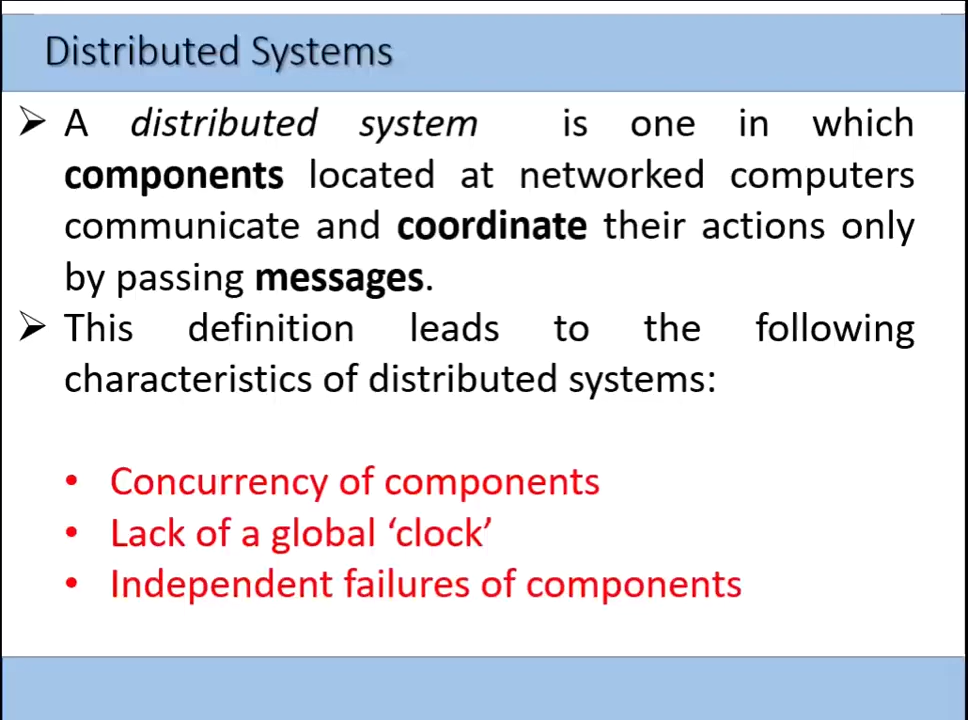 Distributed Systems
➢ A distributed system is one in which
components located at networked computers
communicate and coordinate their actions only
by passing messages.
➢ This definition leads to the following
characteristics of distributed systems:
• Concurrency of components
• Lack of a global ‘clock’
• Independent failures of components